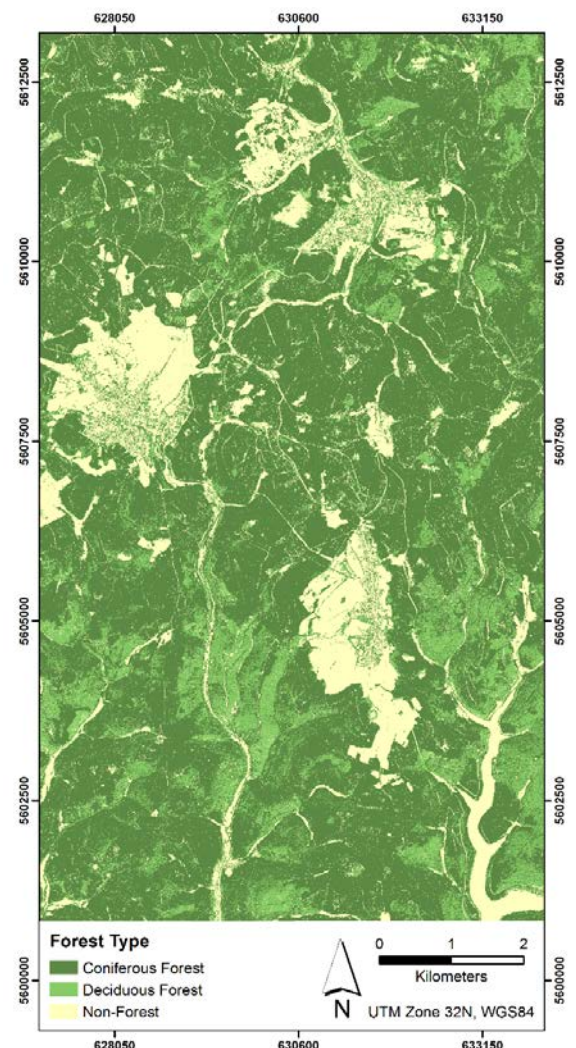 628050 630600 633150
5612500 5612500
5610000 5610000
5607500 5607500
5605000 5605000
5602500 5602500
5600000 5600000
Forest Type
Coniferous Forest
Deciduous Forest
Non-Forest
N
0 1 2
Kilometers
UTM Zone 32N, WGS84
628050 630600 633150